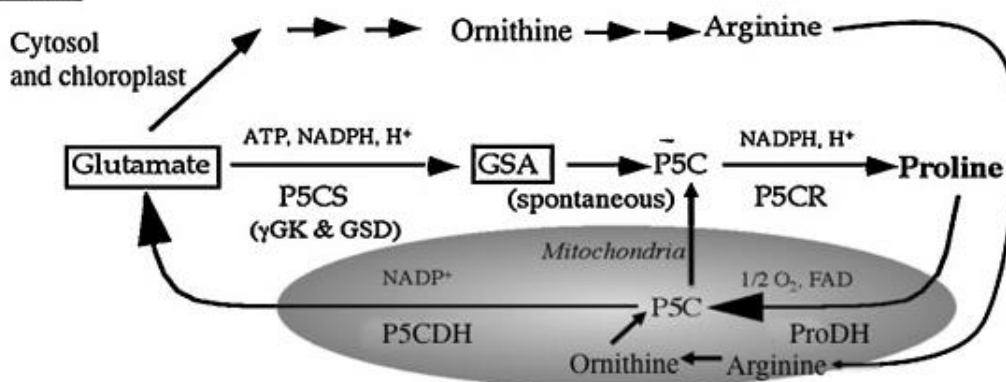 Cytosol
and chloroplast
Ornithine
Arginine
Glutamate
ATP, NADPH, H⁺
P5CS
(γGK & GSD)
GSA
(spontaneous)
P5C
NADPH, H⁺
P5CR
Proline
Mitochondria
NADP⁺
P5CDH
P5C
1/2 O₂, FAD
ProDH
Ornithine
Arginine